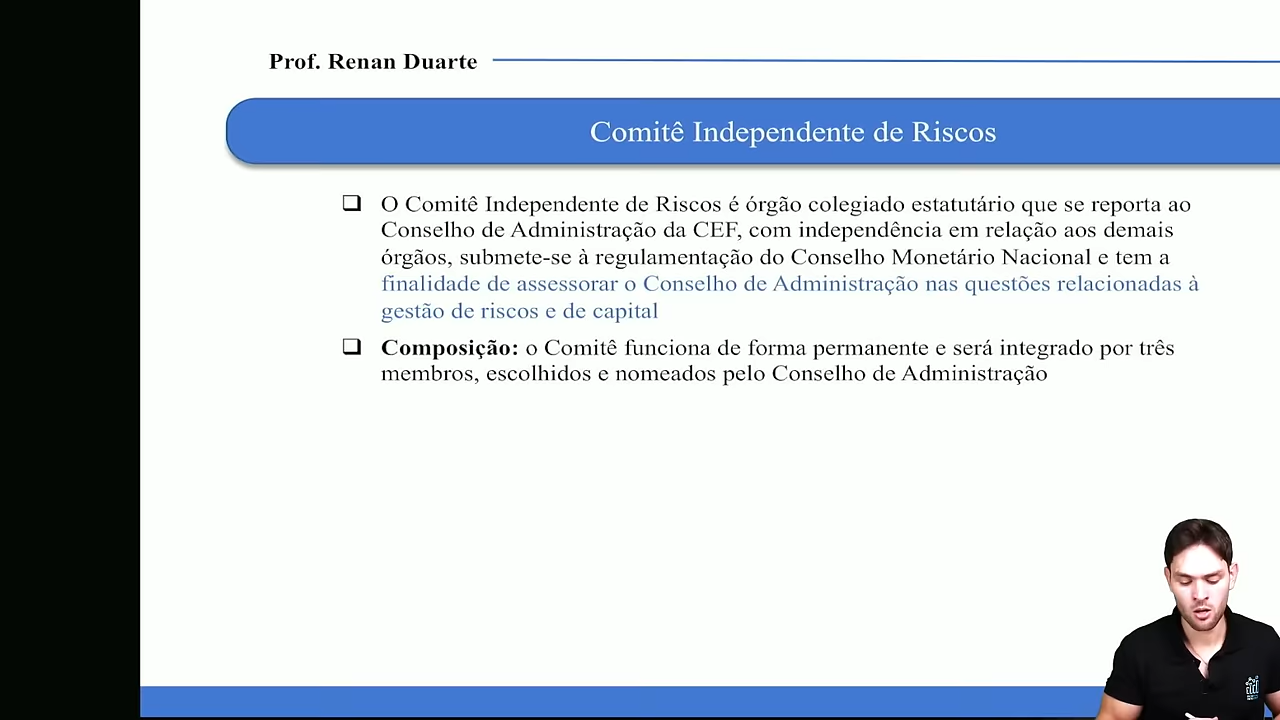 Prof. Renan Duarte
Comitê Independente de Riscos
❑ O Comitê Independente de Riscos é órgão colegiado estatutário que se reporta ao
Conselho de Administração da CEF, com independência em relação aos demais
órgãos, submete-se à regulamentação do Conselho Monetário Nacional e tem a
finalidade de assessorar o Conselho de Administração nas questões relacionadas à
gestão de riscos e de capital
❑ Composição: o Comitê funciona de forma permanente e será integrado por três
membros, escolhidos e nomeados pelo Conselho de Administração